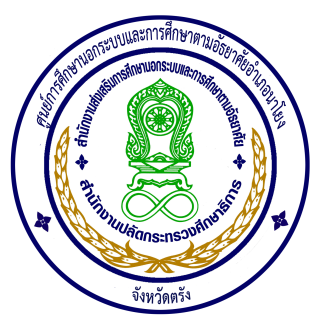 ศูนย์การศึกษานอกระบบและการศึกษาตามอัธยาศัยอำเภอนาโยง
สำนักงานส่งเสริมการศึกษานอกระบบและการศึกษาตามอัธยาศัย
สำนักงานปลัดกระทรวงศึกษาธิการ
จังหวัดตรัง